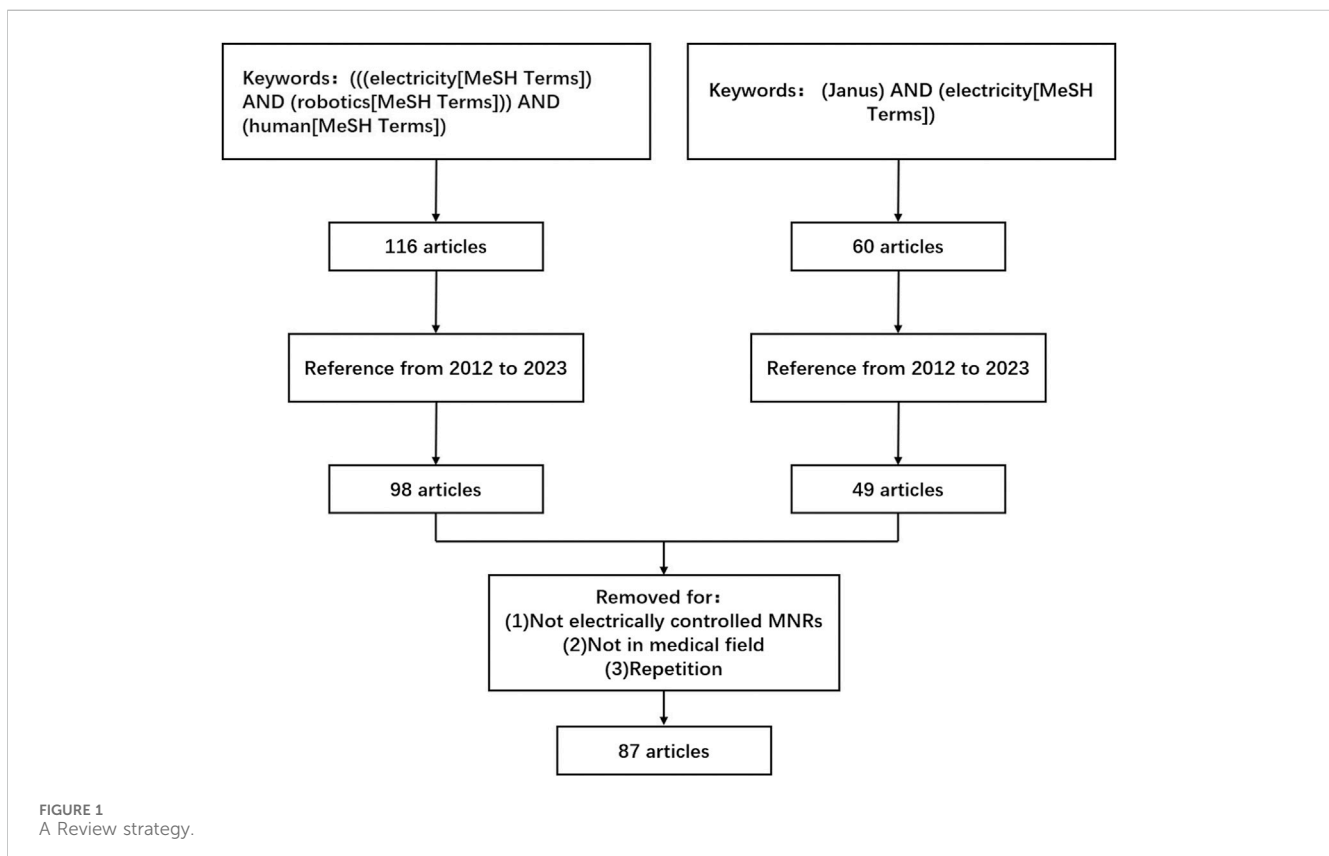 Keywords：(((electricity[MeSH Terms])
AND (robotics[MeSH Terms])) AND
(human[MeSH Terms])
Keywords： (Janus) AND (electricity[MeSH
Terms])
116 articles
60 articles
Reference from 2012 to 2023
Reference from 2012 to 2023
98 articles
49 articles
Removed for：
(1)Not electrically controlled MNRs
(2)Not in medical field
(3)Repetition
87 articles
FIGURE 1
A Review strategy.